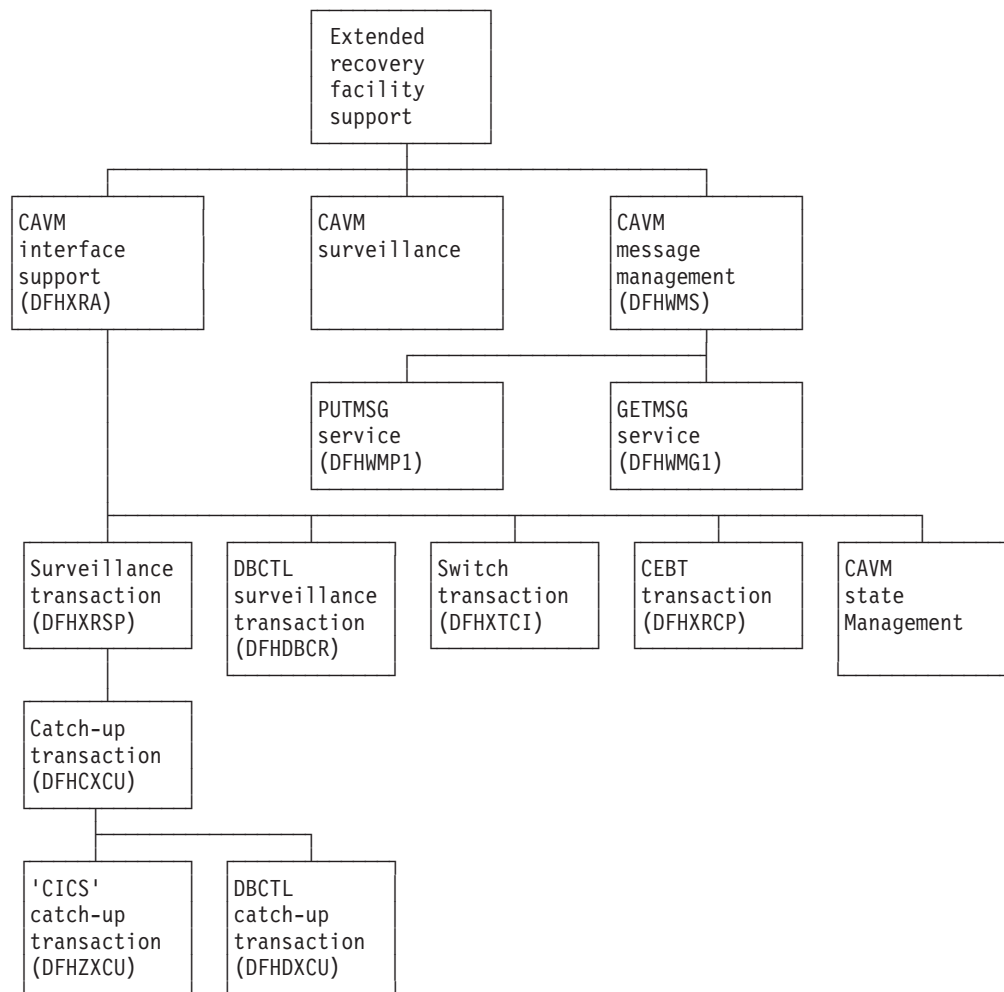 Extended
recovery
facility
support
CAVM
interface
support
(DFHXRA)
CAVM
surveillance
CAVM
message
management
(DFHWMS)
PUTMSG
service
(DFHWMP1)
GETMSG
service
(DFHWMG1)
Surveillance
transaction
(DFHXRSP)
DBCTL
surveillance
transaction
(DFHDBCR)
Switch
transaction
(DFHXTCI)
CEBT
transaction
(DFHXRCP)
CAVM
state
Management
Catch-up
transaction
(DFHCXCU)
'CICS'
catch-up
transaction
(DFHZXCU)
DBCTL
catch-up
transaction
(DFHDXCU)